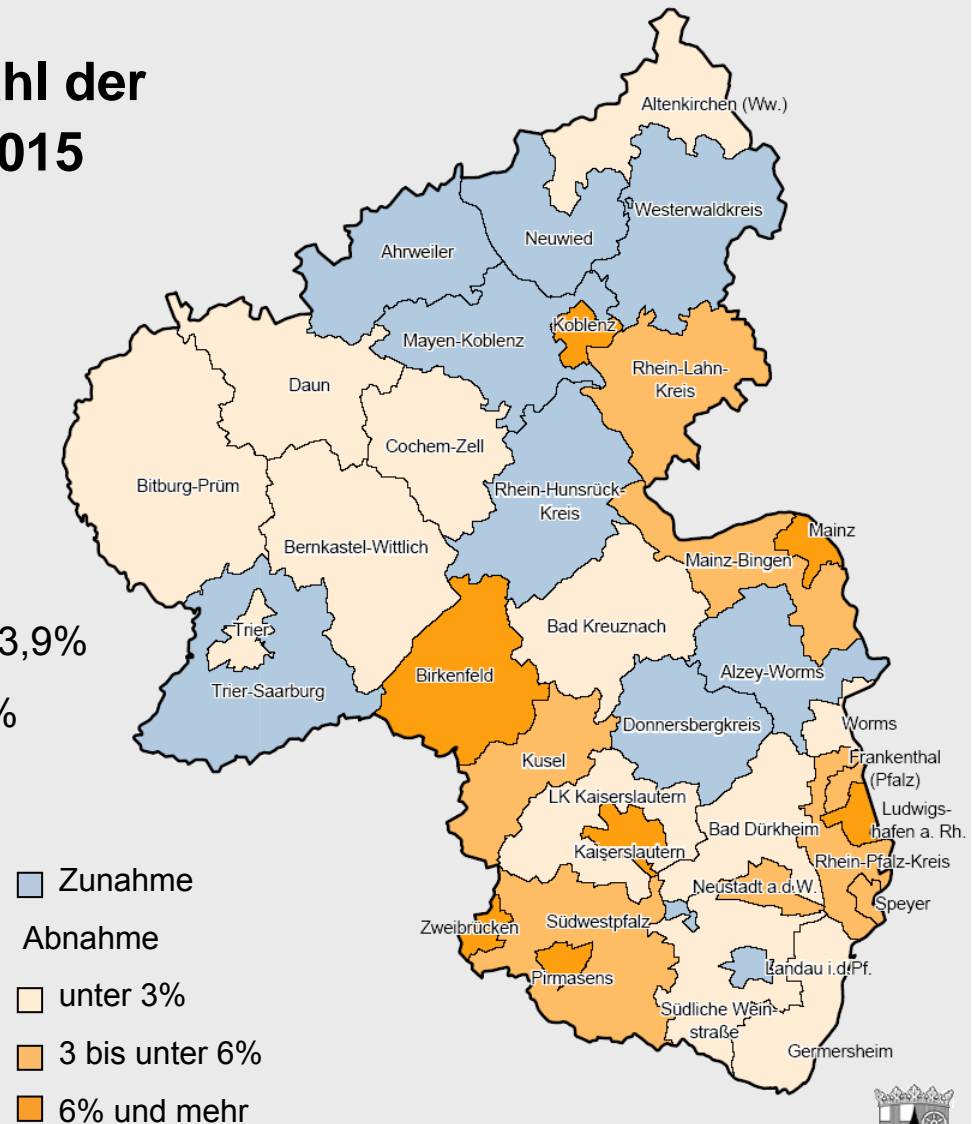 hl der
015
Altenkirchen (Ww.)
Westerwaldkreis
Neuwied
Ahrweiler
Koblenz
Mayen-Koblenz
Rhein-Lahn-
Kreis
Daun
Cochem-Zell
Bitburg-Prüm
Rhein-Hunsrück-
Kreis
Mainz
Bernkastel-Wittlich
Mainz-Bingen
Bad Kreuznach
Trier
3,9%
Birkenfeld
Alzey-Worms
Trier-Saarburg
%
Donnersbergkreis
Worms
Kusel
Frankenthal
(Pfalz)
LK Kaiserslautern
Ludwigs-
hafen a. Rh.
Bad Dürkheim
Kaiserslautern
Rhein-Pfalz-Kreis
Zunahme
Neustadt a.d.W.
Speyer
Zweibrücken
Südwestpfalz
Abnahme
Landau i.d.Pf.
Pirmasens
unter 3%
Südliche Wein-
straße
Germersheim
3 bis unter 6%
6% und mehr